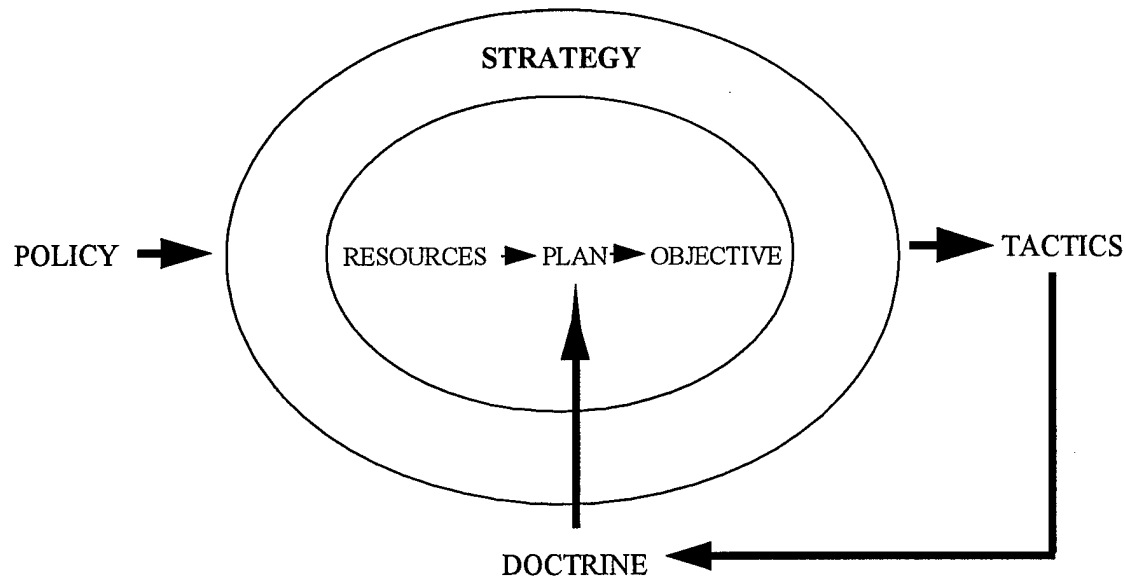 STRATEGY
POLICY
RESOURCES
PLAN
OBJECTIVE
TACTICS
DOCTRINE